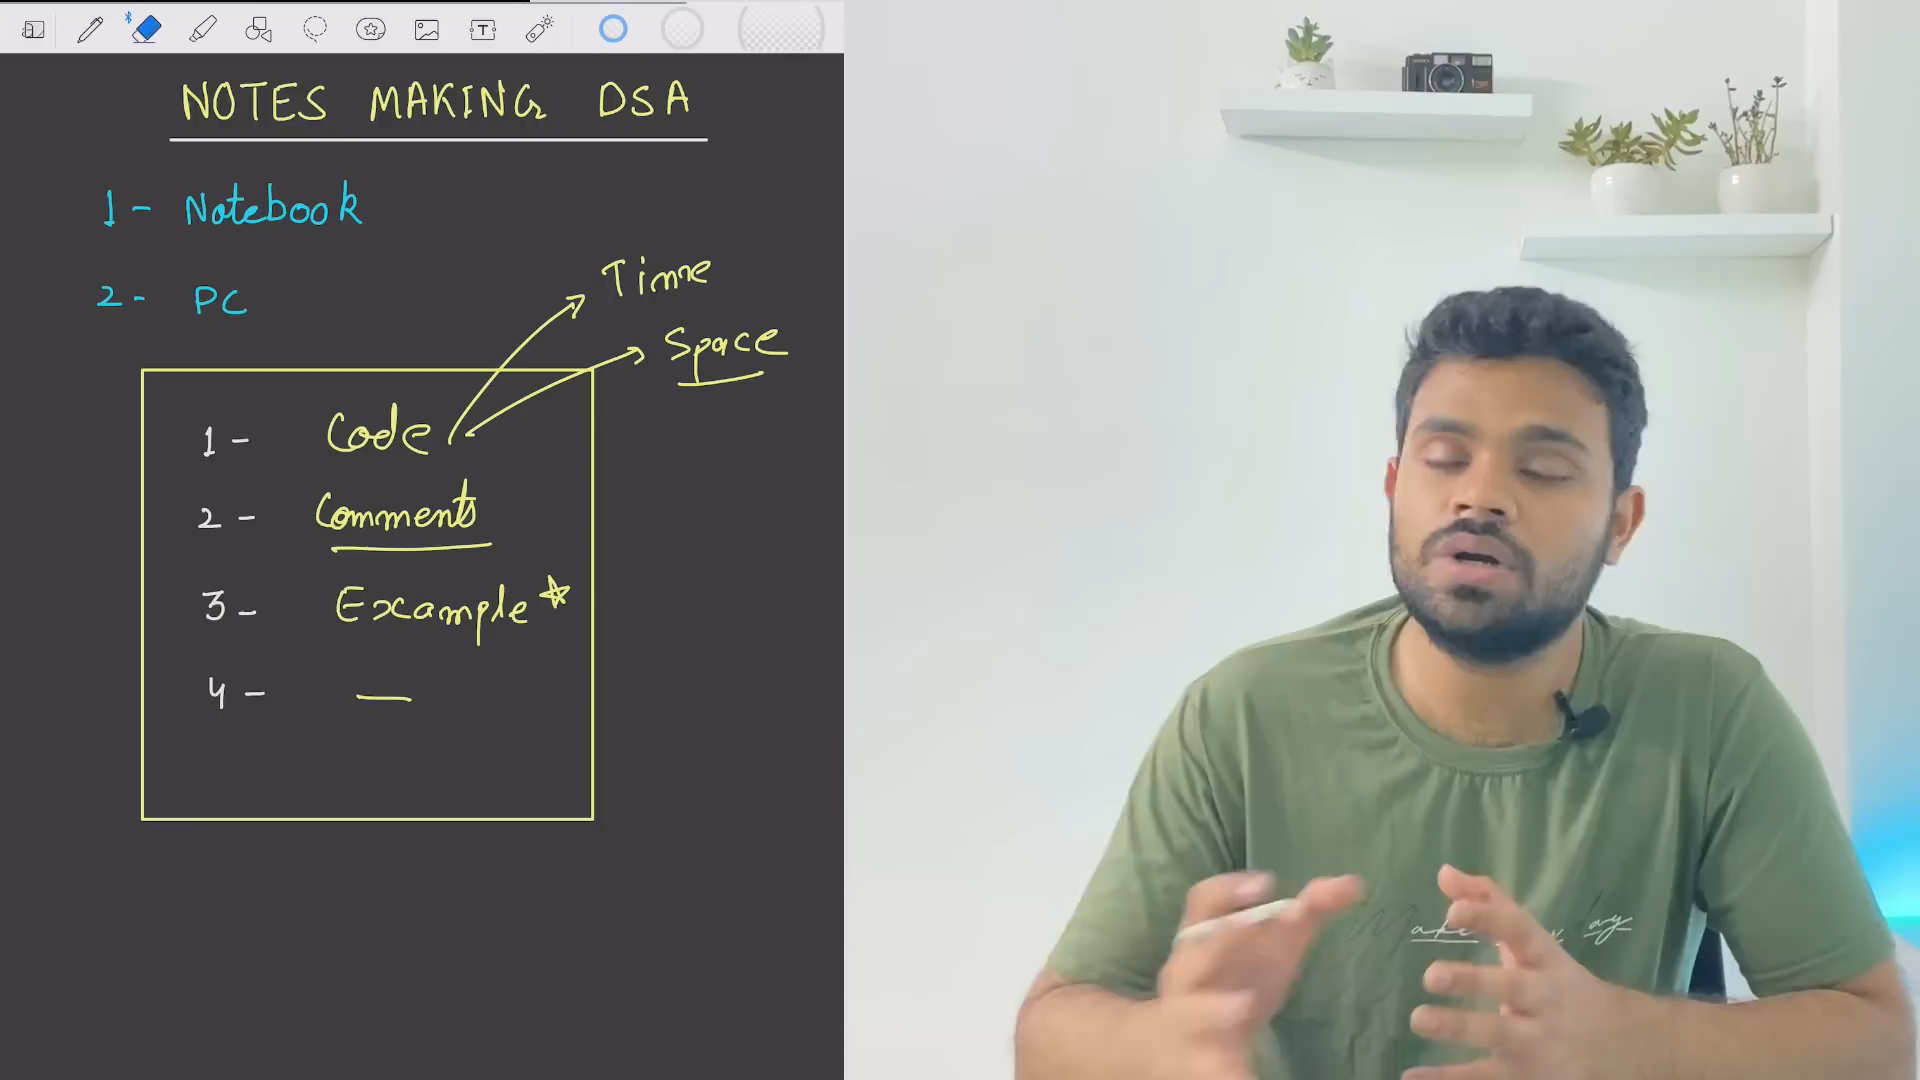 NOTES MAKING DSA
1- Notebook
2- PC
Time
Space
1- Code
2- Comments
3- Example
4- —